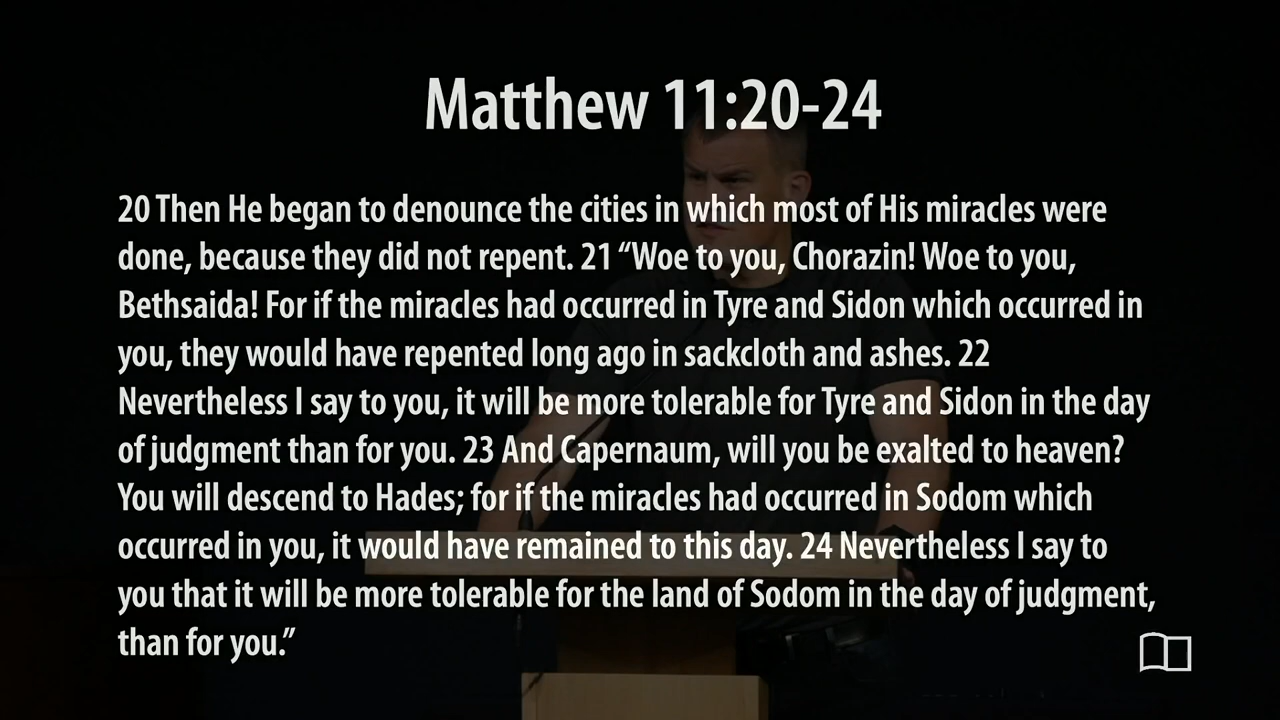 Matthew 11:20-24
20 Then He began to denounce the cities in which most of His miracles were
done, because they did not repent. 21 “Woe to you, Chorazin! Woe to you,
Bethsaida! For if the miracles had occurred in Tyre and Sidon which occurred in
you, they would have repented long ago in sackcloth and ashes. 22
Nevertheless I say to you, it will be more tolerable for Tyre and Sidon in the day
of judgment than for you. 23 And Capernaum, will you be exalted to heaven?
You will descend to Hades; for if the miracles had occurred in Sodom which
occurred in you, it would have remained to this day. 24 Nevertheless I say to
you that it will be more tolerable for the land of Sodom in the day of judgment,
than for you.”